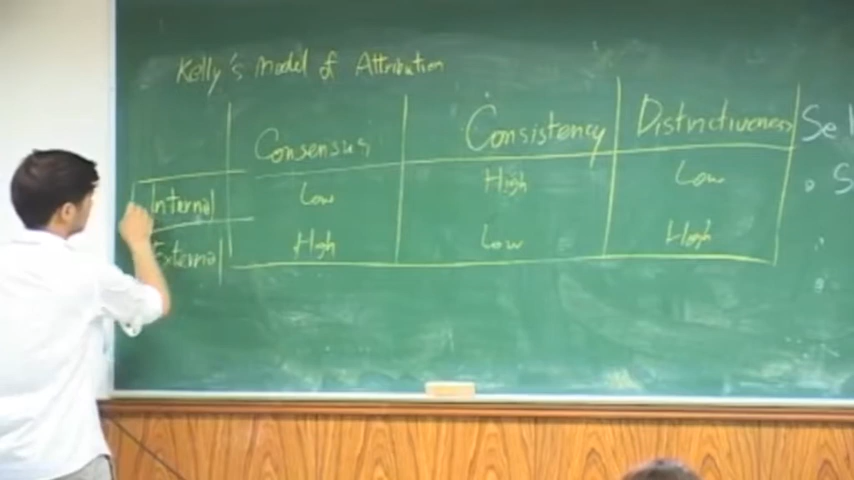 Kelly's Model of Attribution
Consensus Consistency Distinctiveness
Internal Low High Low
External High Low High